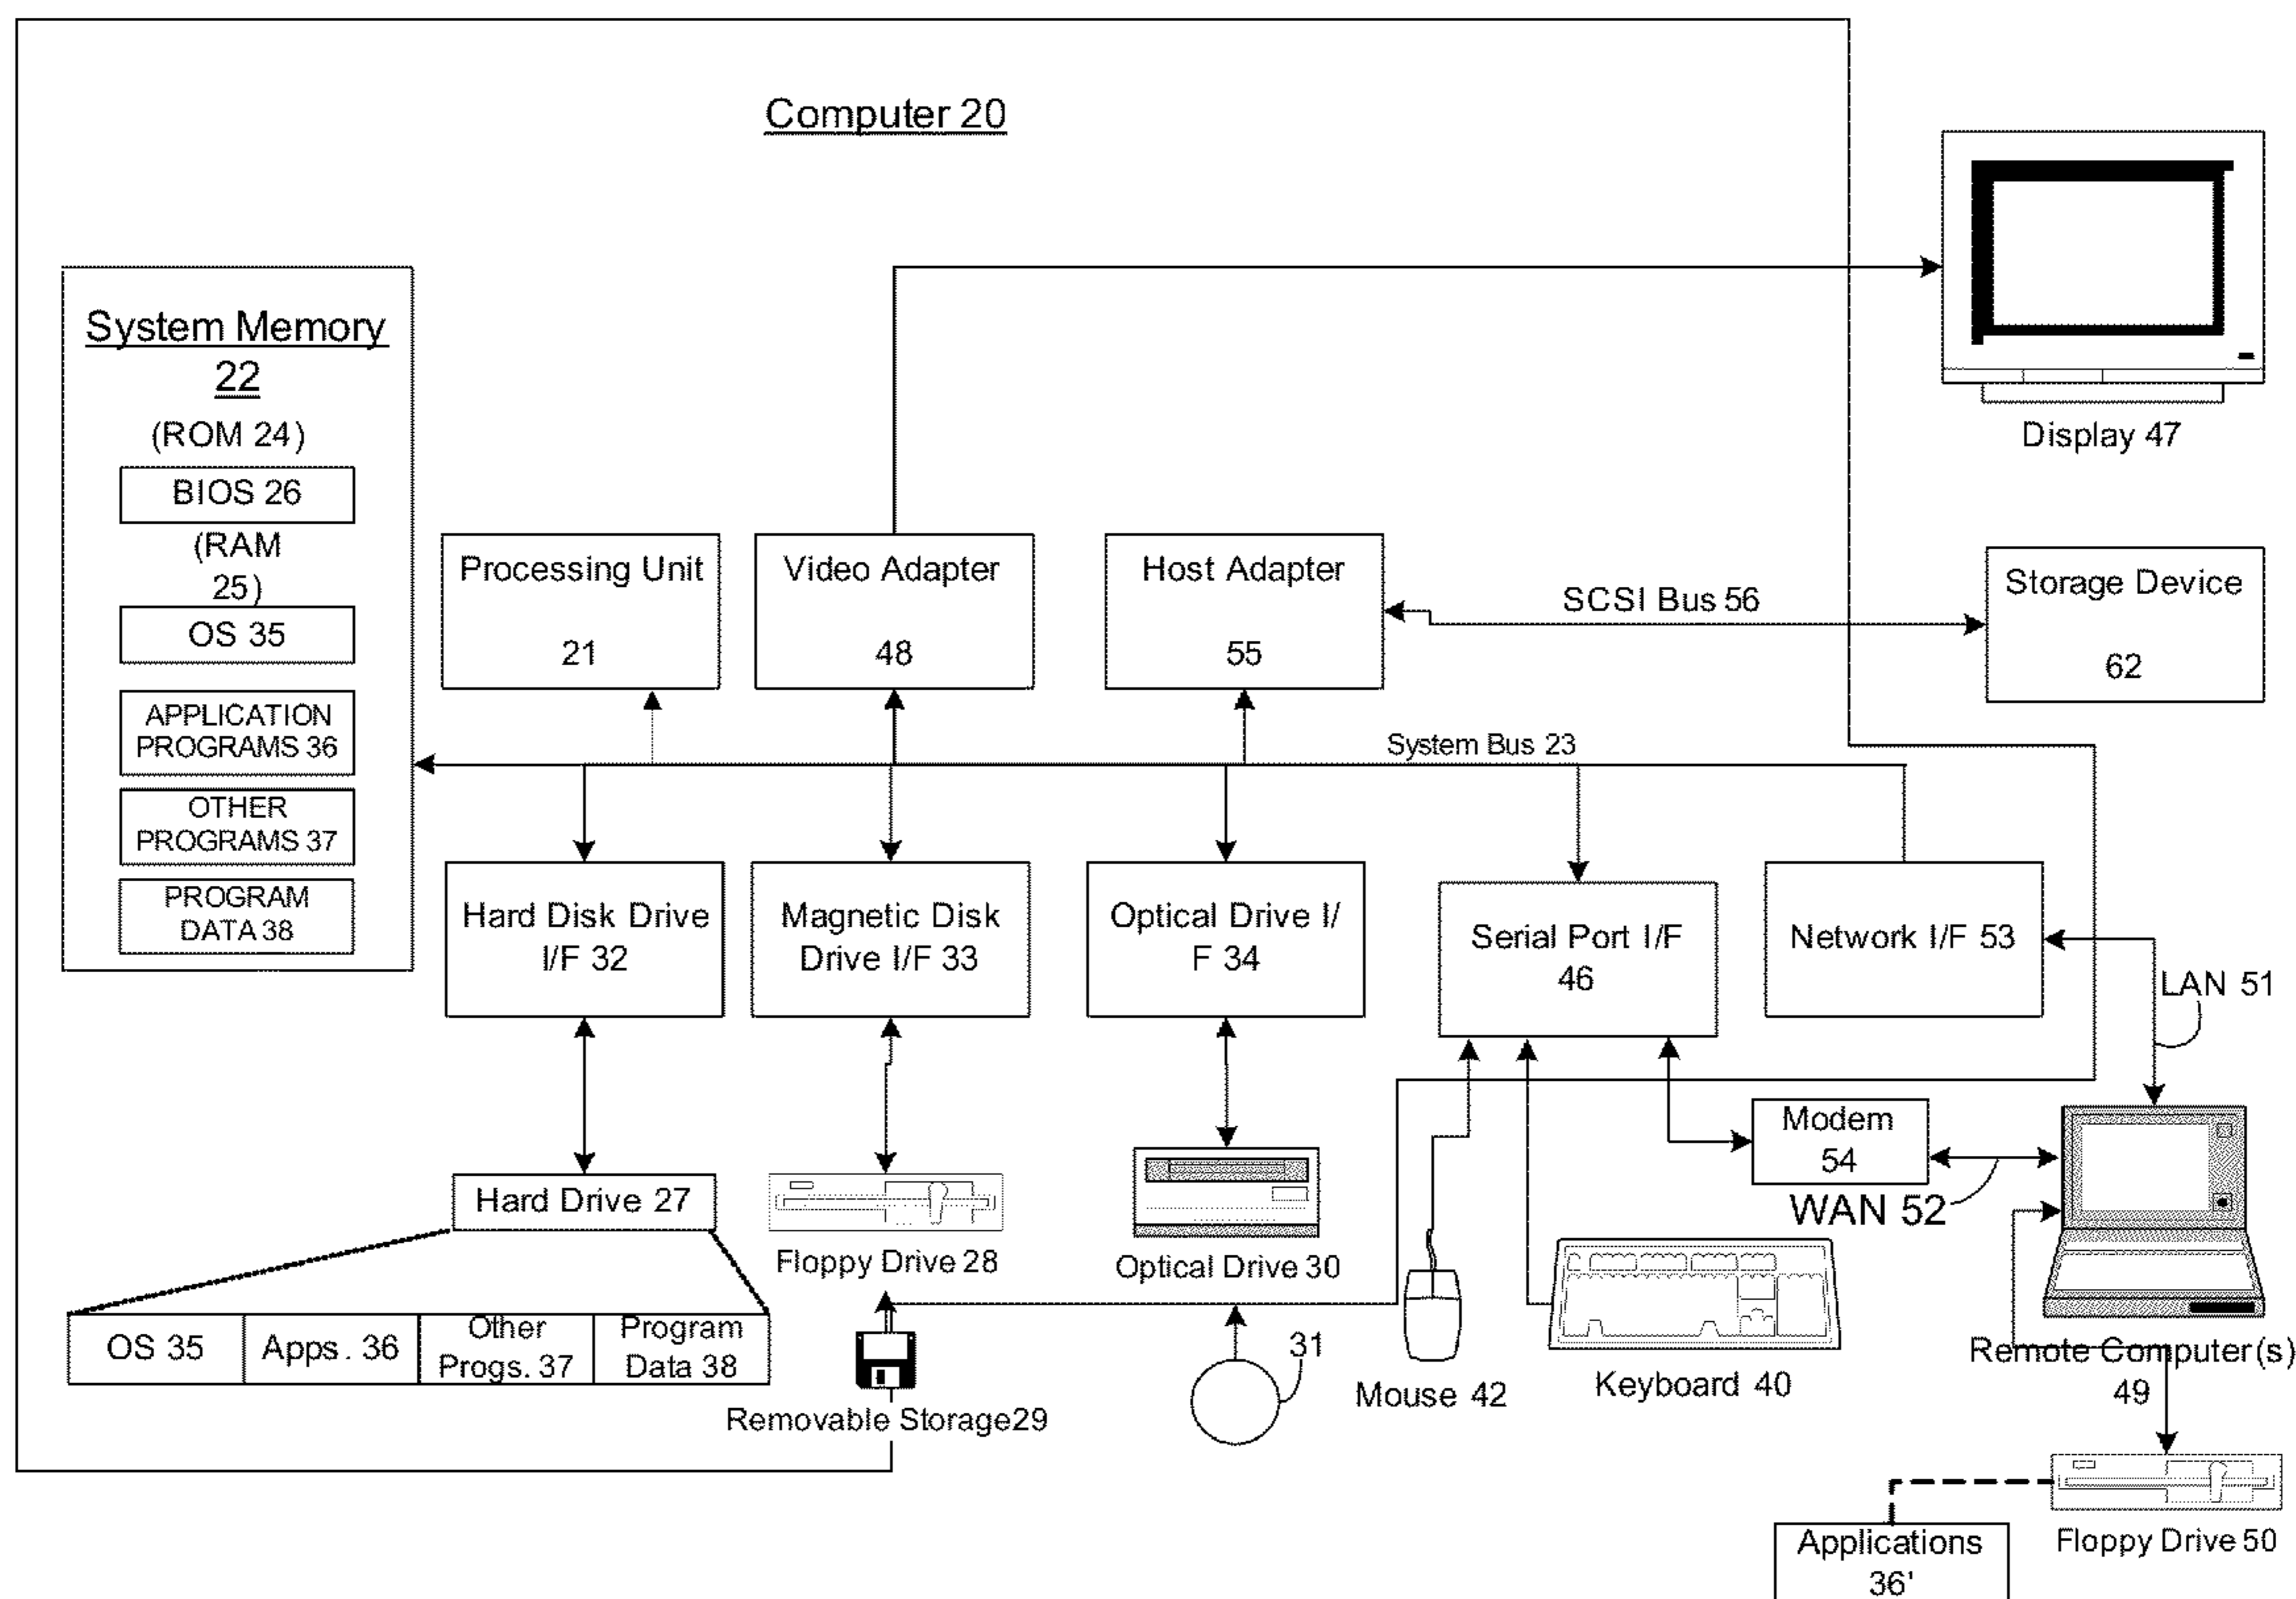 Computer 20
System Memory
22
(ROM 24)
BIOS 26
(RAM
25)
OS 35
APPLICATION
PROGRAMS 36
OTHER
PROGRAMS 37
PROGRAM
DATA 38
Processing Unit
21
Video Adapter
48
Host Adapter
55
SCSI Bus 56
Display 47
Storage Device
62
System Bus 23
Hard Disk Drive
I/F 32
Magnetic Disk
Drive I/F 33
Optical Drive I/
F 34
Serial Port I/F
46
Network I/F 53
LAN 51
Modem
54
WAN 52
Hard Drive 27
Floppy Drive 28
Optical Drive 30
OS 35
Apps. 36
Other
Progs. 37
Program
Data 38
Removable Storage29
31
Mouse 42
Keyboard 40
Remote Computer(s)
49
Floppy Drive 50
Applications
36'